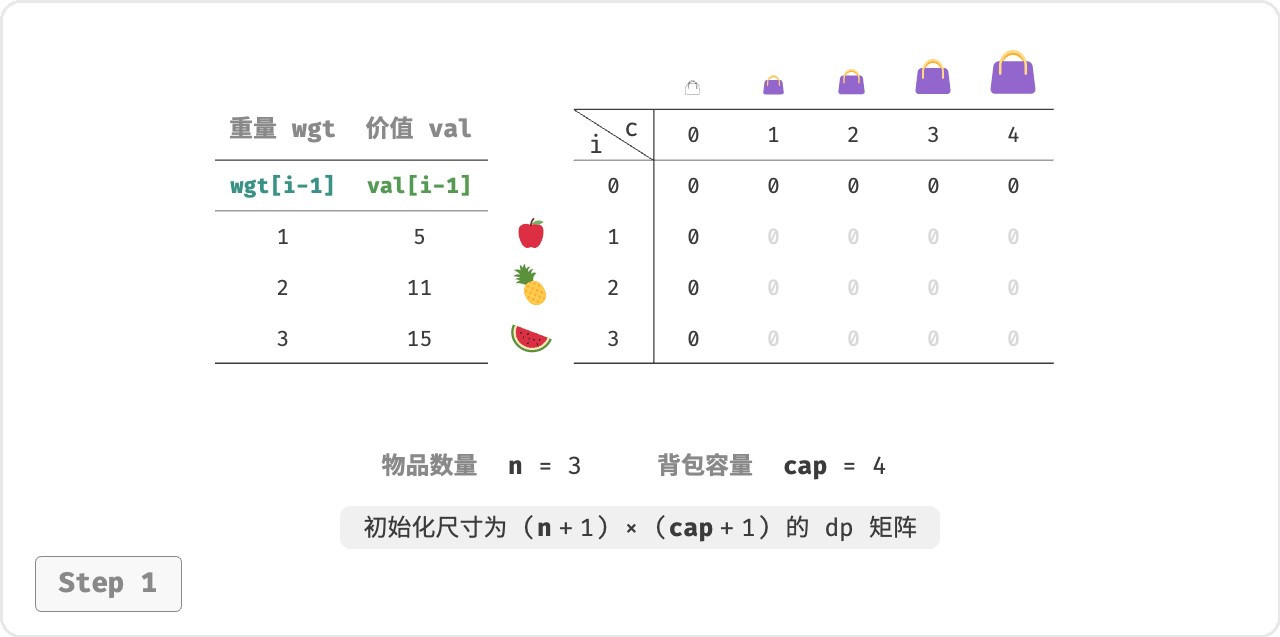 重量 wgt 价值 val
wgt[i-1] val[i-1]
1 5
2 11
3 15
i c 0 1 2 3 4
0 0 0 0 0 0
1 0 0 0 0 0
2 0 0 0 0 0
3 0 0 0 0 0
物品数量 n = 3 背包容量 cap = 4
初始化尺寸为 (n+1) × (cap+1) 的 dp 矩阵
Step 1